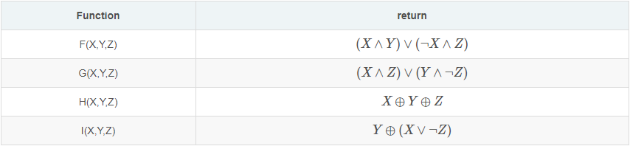 Function return
F(X,Y,Z) (X∧Y)∨(¬X∧Z)
G(X,Y,Z) (X∧Z)∨(Y∧¬Z)
H(X,Y,Z) X⊕Y⊕Z
I(X,Y,Z) Y⊕(X∨¬Z)